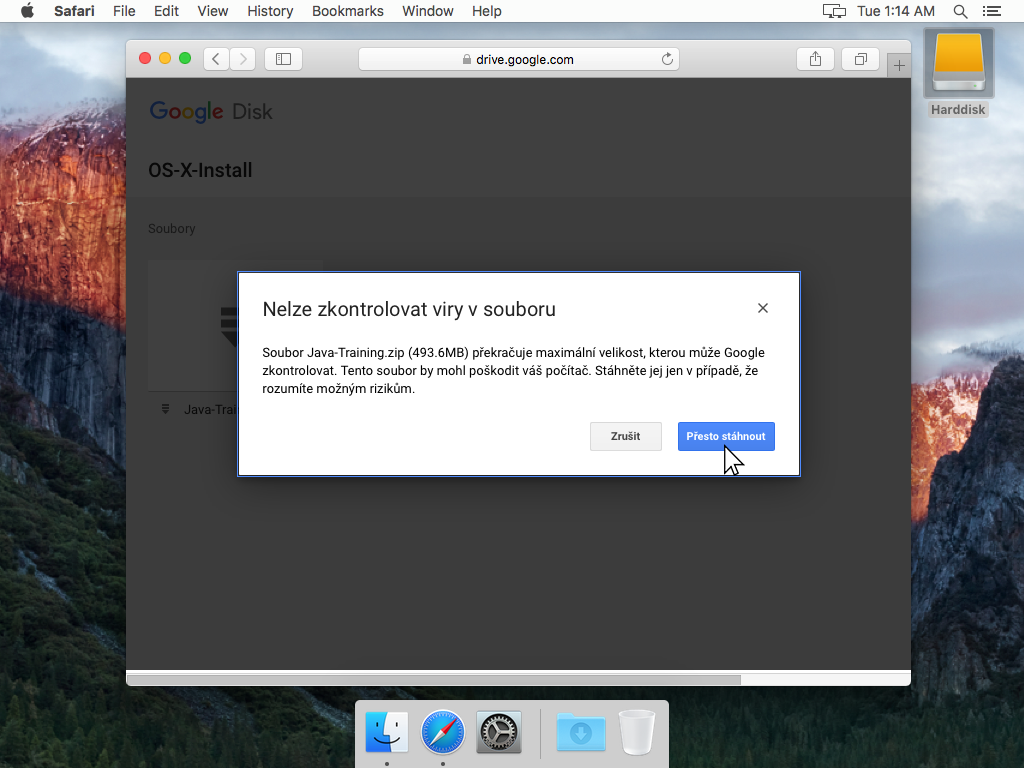 Safari File Edit View History Bookmarks Window Help Tue 1:14 AM
drive.google.com
Harddisk
Google Disk
OS-X-Install
Soubory
Nelze zkontrolovat viry v souboru
Soubor Java-Training.zip (493.6MB) překračuje maximální velikost, kterou může Google
zkontrolovat. Tento soubor by mohl poškodit váš počítač. Stáhněte jej jen v případě, že
rozumíte možným rizikům.
Java-Trai
Zrušit Přesto stáhnout